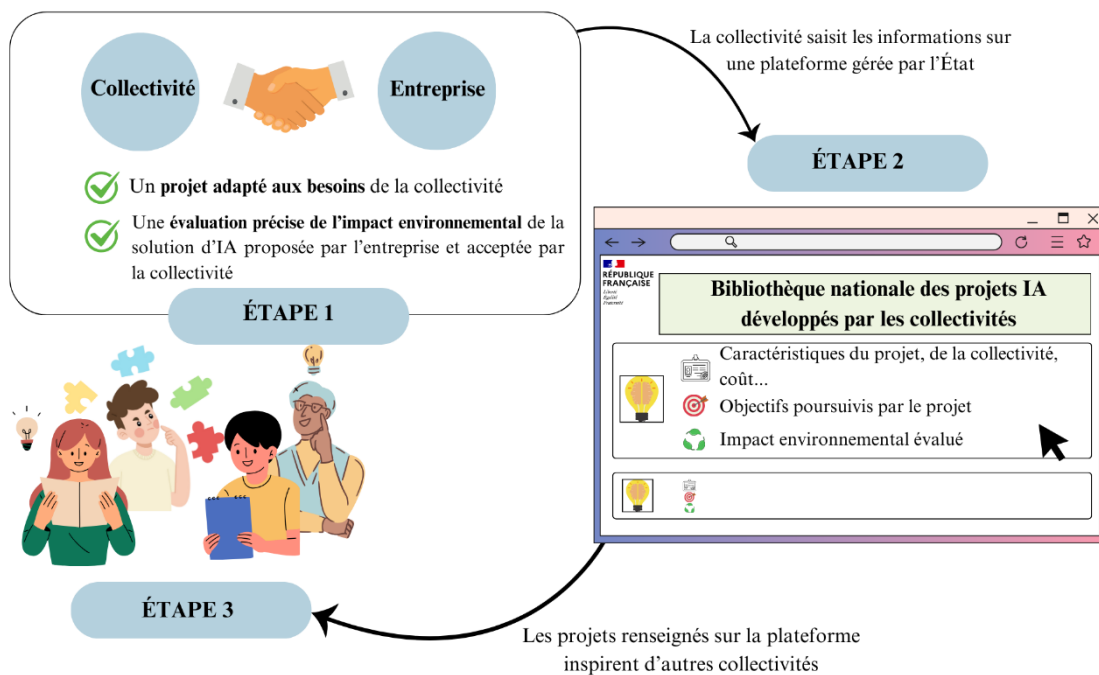 Collectivité
Entreprise
Un projet adapté aux besoins de la collectivité
Une évaluation précise de l'impact environnemental de la
solution d'IA proposée par l'entreprise et acceptée par
la collectivité
ÉTAPE 1
La collectivité saisit les informations sur
une plateforme gérée par l'État
ÉTAPE 2
RÉPUBLIQUE
FRANÇAISE
Liberté
Égalité
Fraternité
Bibliothèque nationale des projets IA
développés par les collectivités
Caractéristiques du projet, de la collectivité,
coût...
Objectifs poursuivis par le projet
Impact environnemental évalué
ÉTAPE 3
Les projets renseignés sur la plateforme
inspirent d'autres collectivités